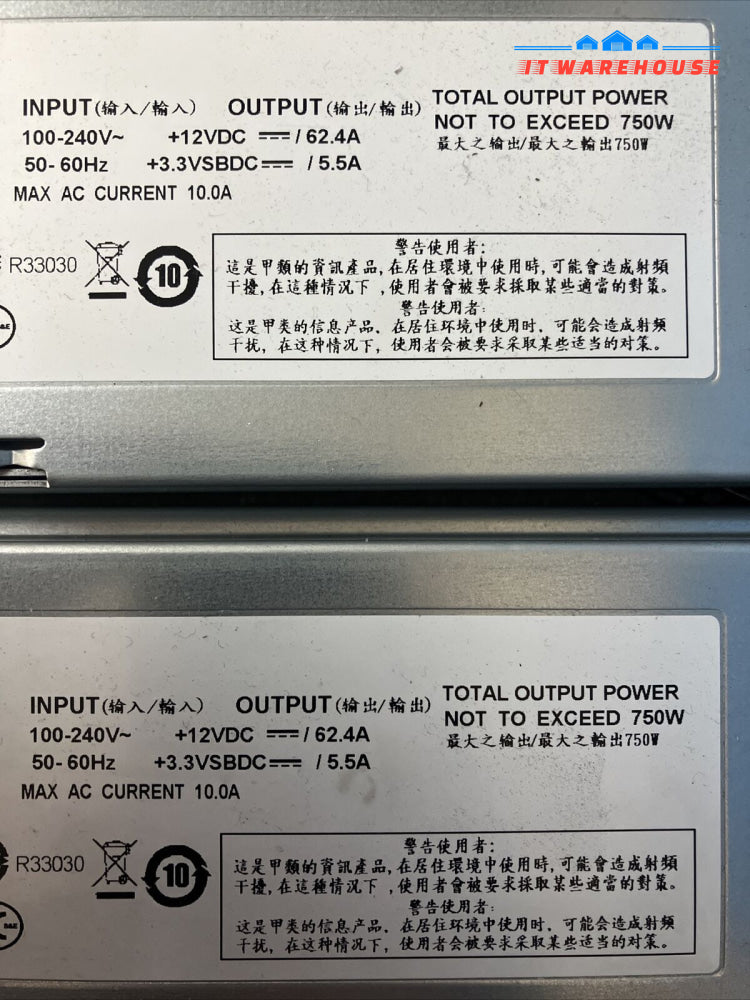 IT WAREHOUSE
INPUT(输入/輸入) OUTPUT(输出/輸出)
TOTAL OUTPUT POWER
NOT TO EXCEED 750W
最大之输出/最大之輸出750W
100-240V~ +12VDC / 62.4A
50-60Hz +3.3VSBDC / 5.5A
MAX AC CURRENT 10.0A
R33030
10
警告使用者:
這是甲類的資訊產品,在居住環境中使用時,可能會造成射頻
干擾,在這種情況下,使用者會被要求採取某些適當的對策。
警告使用者:
这是甲类的信息产品,在居住环境中使用时,可能会造成射频
干扰,在这种情况下,使用者会被要求采取某些适当的对策。
INPUT(输入/輸入) OUTPUT(输出/輸出)
TOTAL OUTPUT POWER
NOT TO EXCEED 750W
最大之输出/最大之輸出750W
100-240V~ +12VDC / 62.4A
50-60Hz +3.3VSBDC / 5.5A
MAX AC CURRENT 10.0A
R33030
10
警告使用者:
這是甲類的資訊產品,在居住環境中使用時,可能會造成射頻
干擾,在這種情況下,使用者會被要求採取某些適當的對策。
警告使用者:
这是甲类的信息产品,在居住环境中使用时,可能会造成射频
干扰,在这种情况下,使用者会被要求采取某些适当的对策。